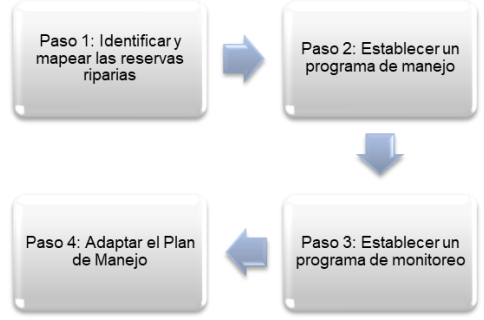 Paso 1: Identificar y
mapear las reservas
riparias
Paso 2: Establecer un
programa de manejo
Paso 3: Establecer un
programa de monitoreo
Paso 4: Adaptar el Plan
de Manejo